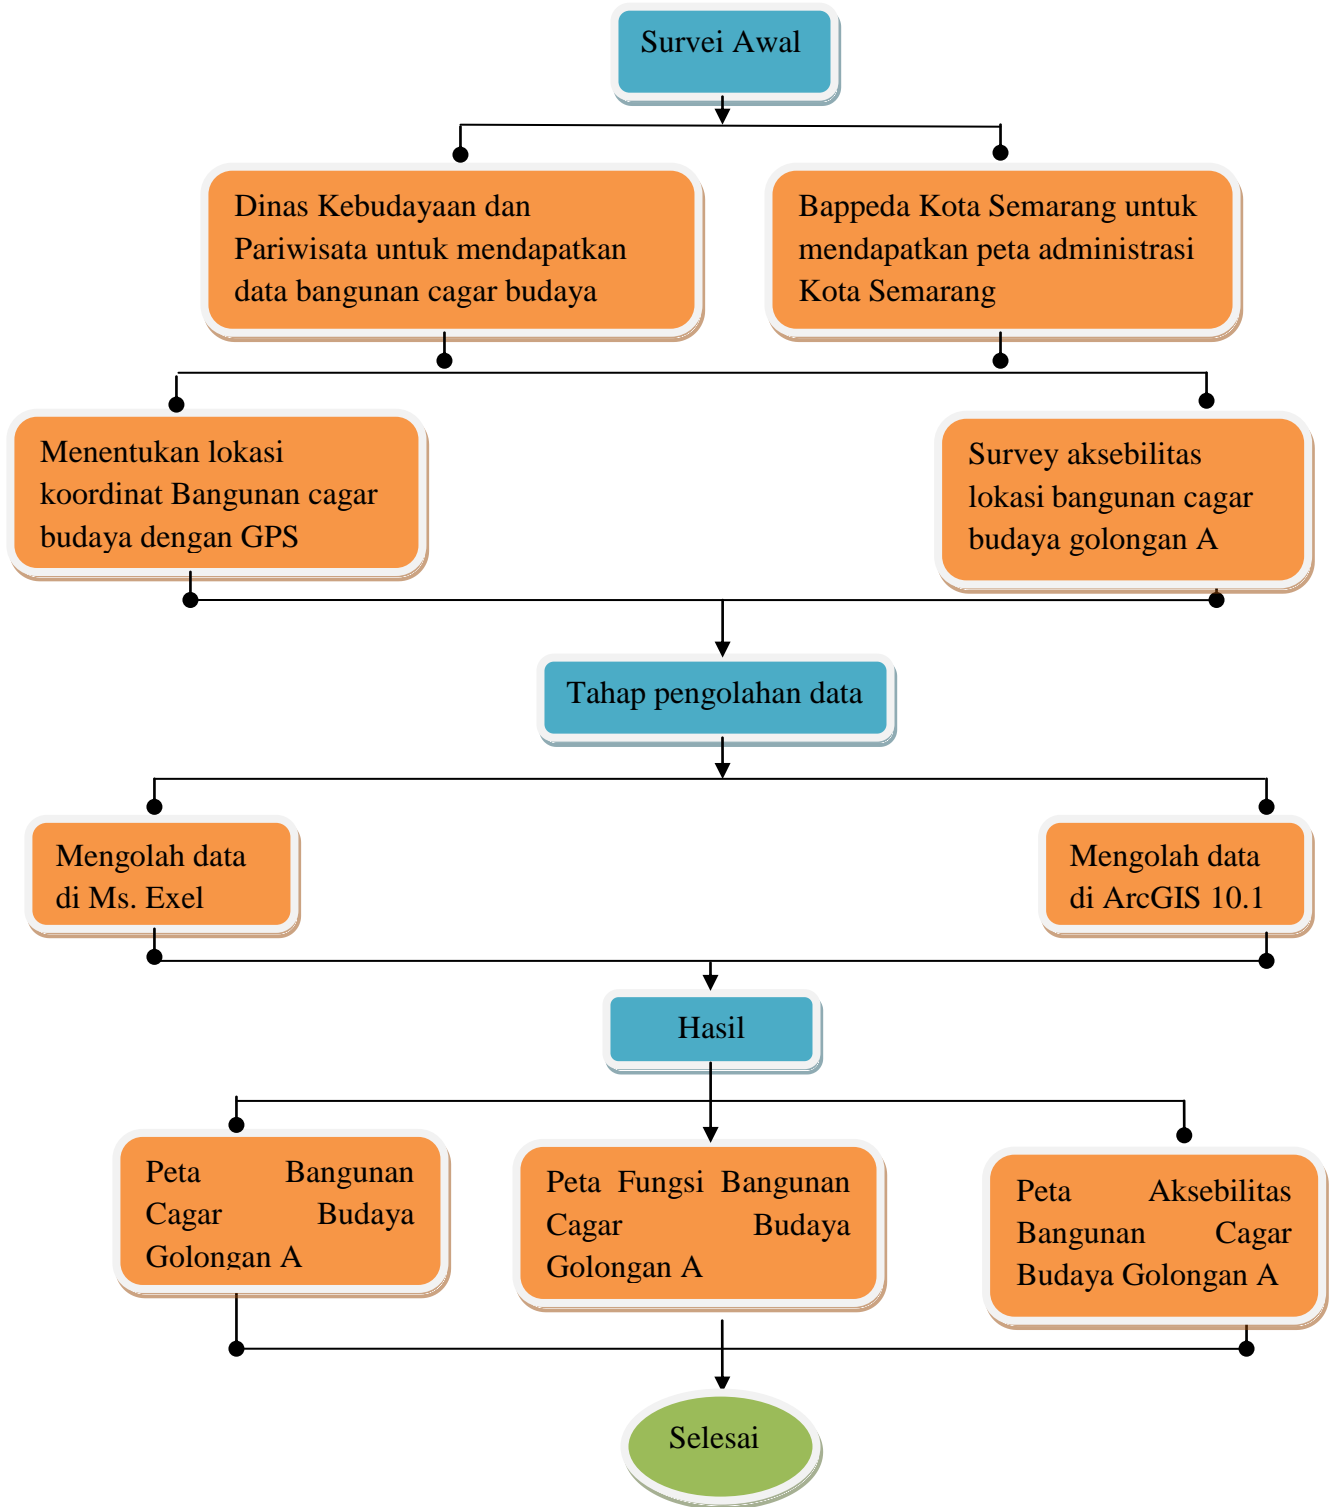 Survei Awal
Dinas Kebudayaan dan
Pariwisata untuk mendapatkan
data bangunan cagar budaya
Bappeda Kota Semarang untuk
mendapatkan peta administrasi
Kota Semarang
Menentukan lokasi
koordinat Bangunan cagar
budaya dengan GPS
Survey aksebilitas
lokasi bangunan cagar
budaya golongan A
Tahap pengolahan data
Mengolah data
di Ms. Exel
Mengolah data
di ArcGIS 10.1
Hasil
Peta Bangunan
Cagar Budaya
Golongan A
Peta Fungsi Bangunan
Cagar Budaya
Golongan A
Peta Aksebilitas
Bangunan Cagar
Budaya Golongan A
Selesai